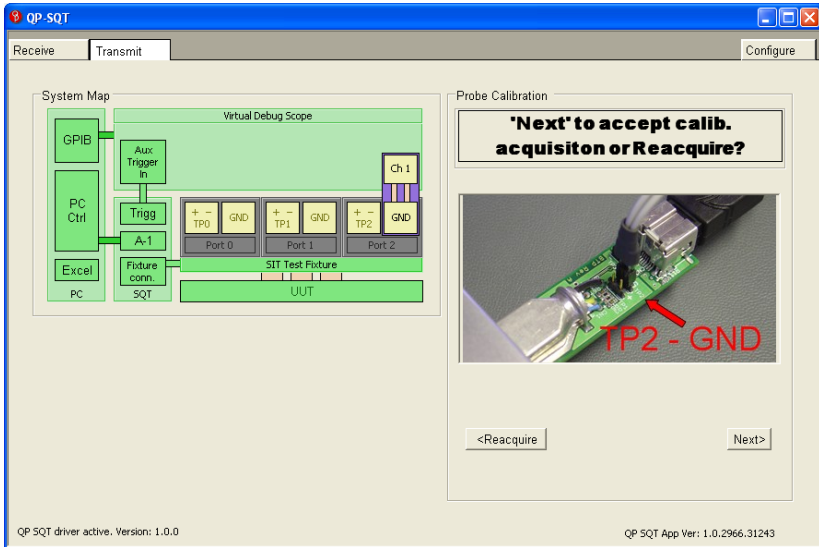 QP-SQT
Receive
Transmit
Configure
System Map
Virtual Debug Scope
GPIB
Aux
Trigger
In
Ch 1
PC
Ctrl
Trigg
A-1
+ -
TP0
GND
+ -
TP1
GND
+ -
TP2
GND
Port 0
Port 1
Port 2
Excel
Fixture
conn.
SIT Test Fixture
UUT
PC
SQT
Probe Calibration
'Next' to accept calib.
acquisiton or Reacquire?
TP2 - GND
<Reacquire
Next>
QP SQT driver active. Version: 1.0.0
QP SQT App Ver: 1.0.2966.31243